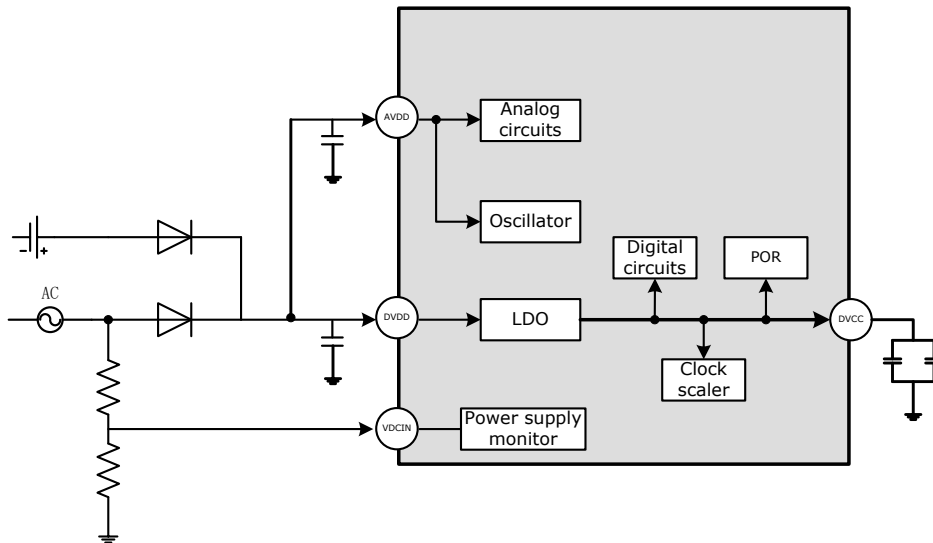 AVDD
Analog
circuits
Oscillator
- +
AC
Digital
circuits
POR
DVDD
LDO
DVCC
Clock
scaler
VDCIN
Power supply
monitor